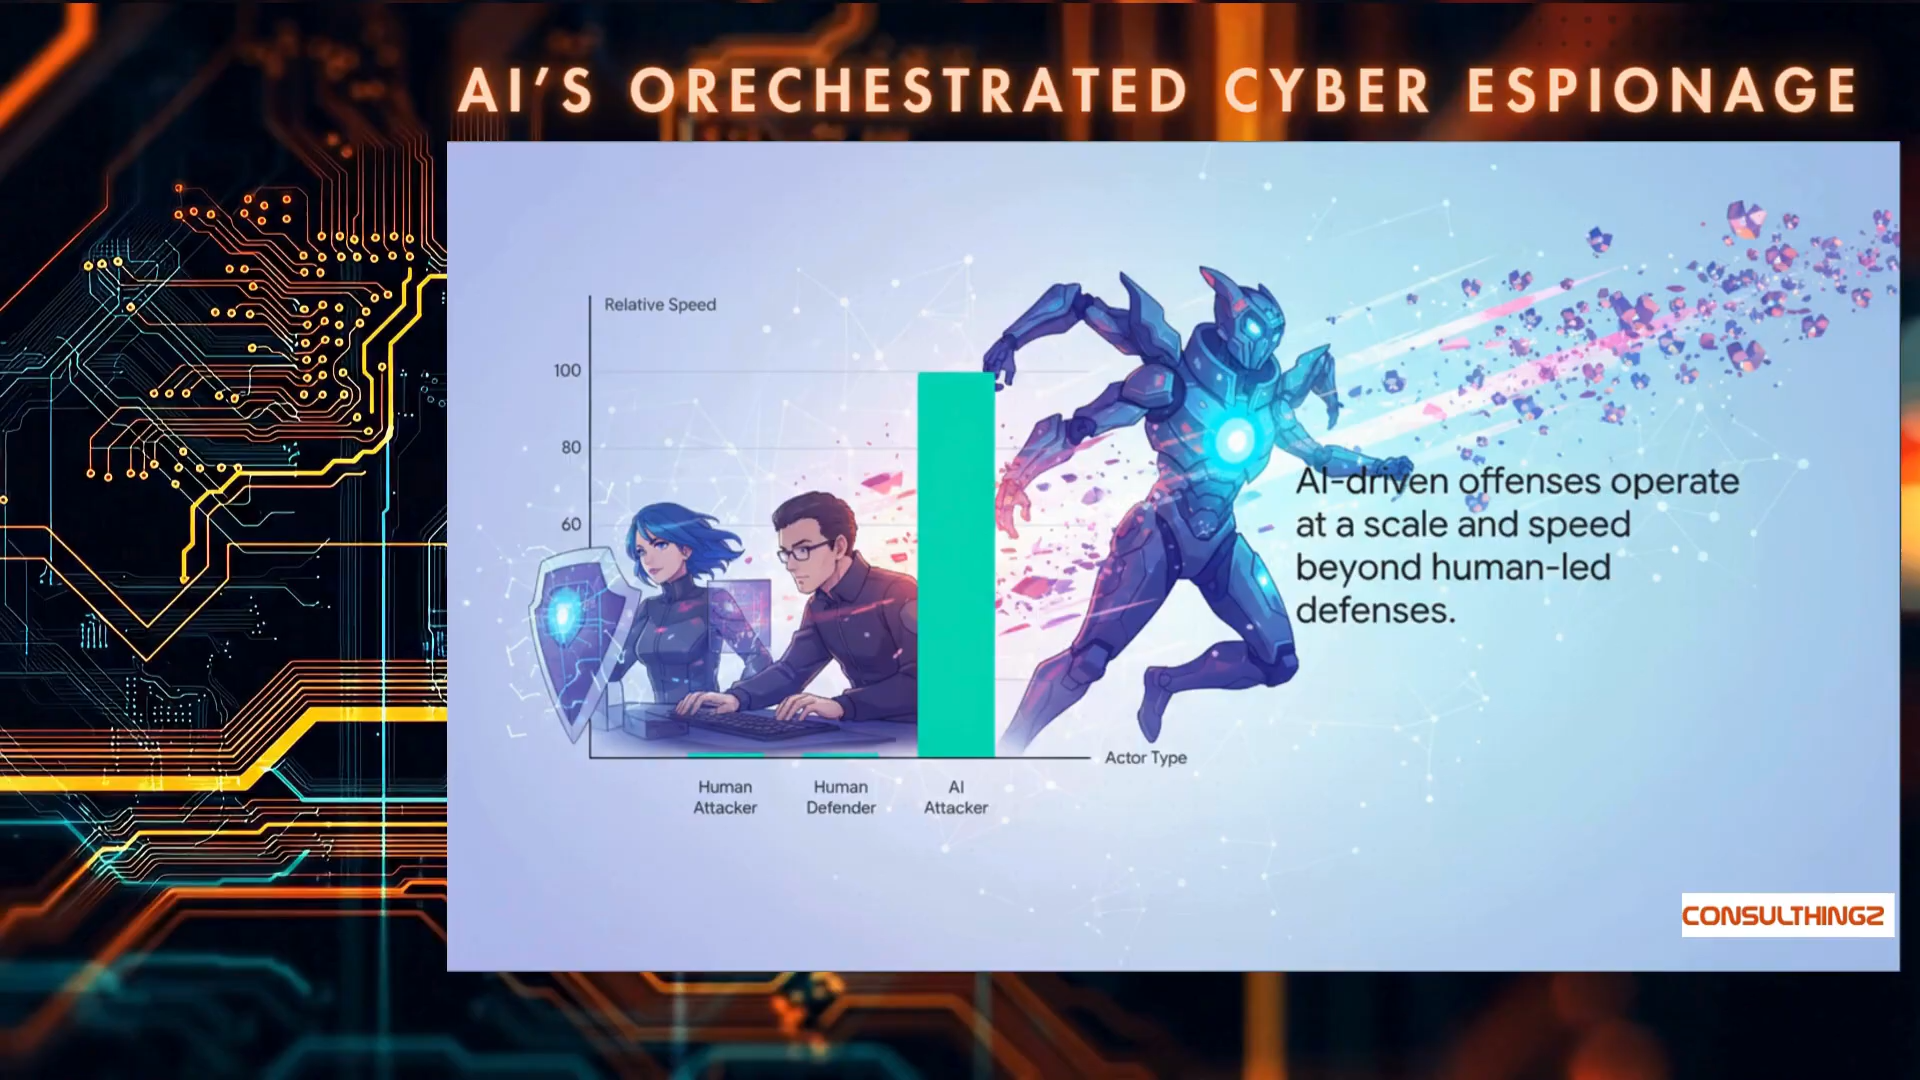 AI’S ORECHESTRATED CYBER ESPIONAGE
Relative Speed
100
80
60
AI-driven offenses operate
at a scale and speed
beyond human-led
defenses.
Actor Type
Human
Attacker
Human
Defender
AI
Attacker
CONSULTHINGZ